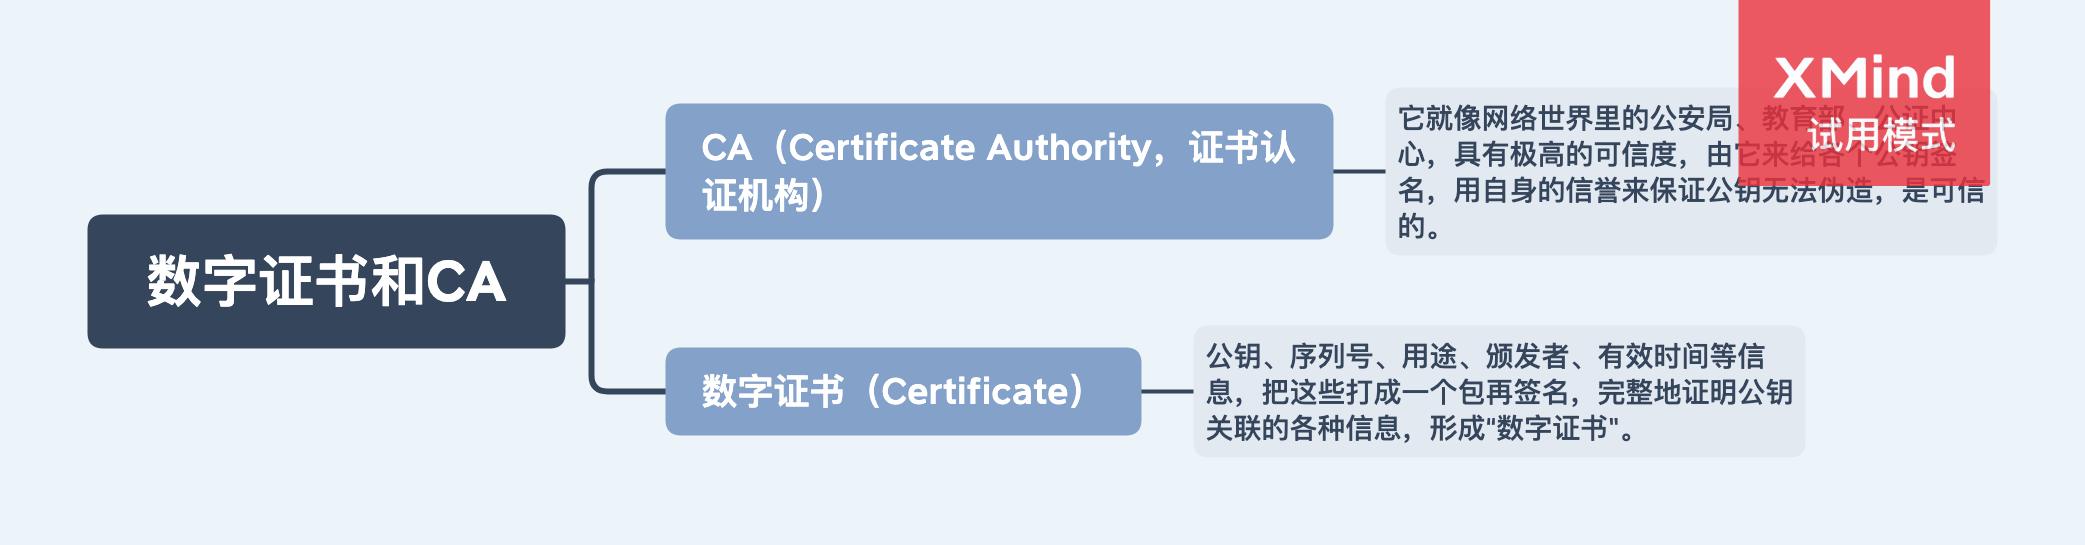 数字证书和CA
CA（Certificate Authority，证书认
证机构）
它就像网络世界里的公安局、教育部、公证中
心，具有极高的可信度，由它来给各个公钥签
名，用自身的信誉来保证公钥无法伪造，是可信
的。
数字证书（Certificate）
公钥、序列号、用途、颁发者、有效时间等信
息，把这些打成一个包再签名，完整地证明公钥
关联的各种信息，形成"数字证书"。
XMind
试用模式